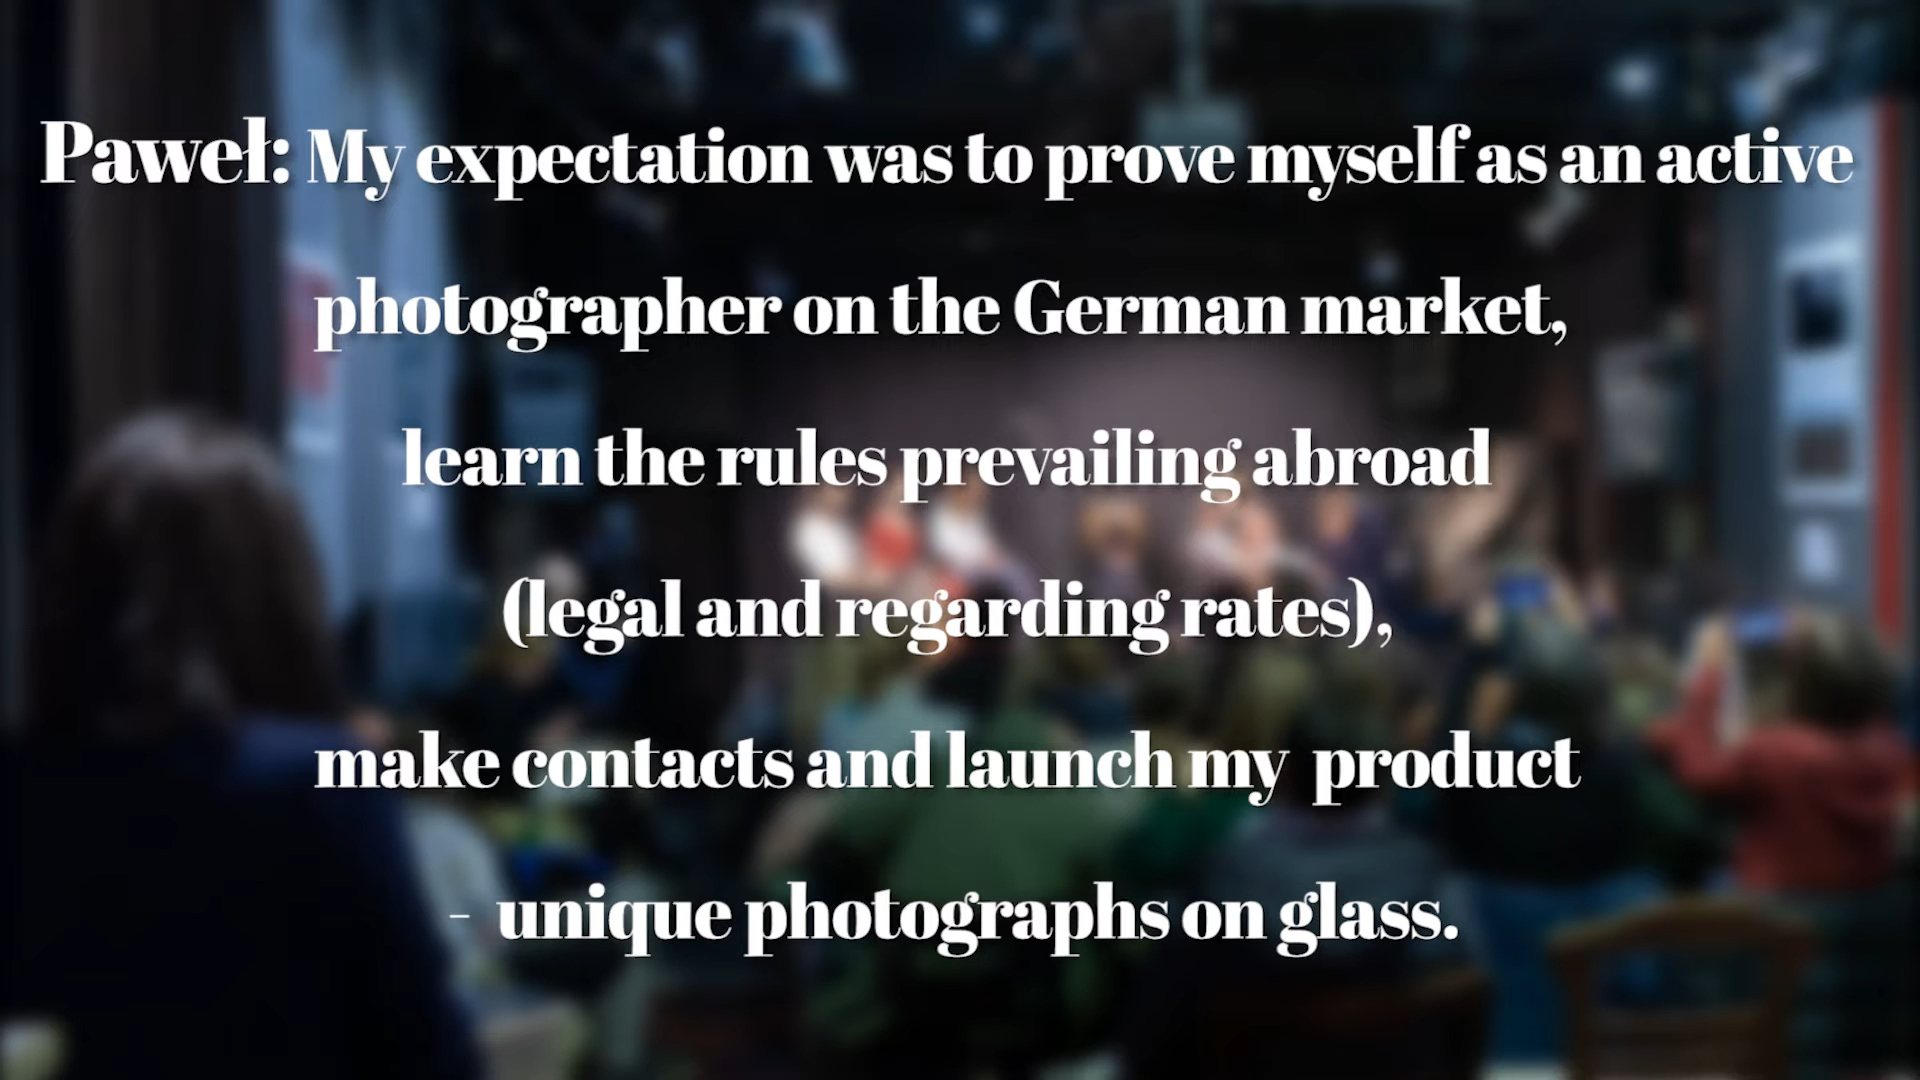 Paweł: My expectation was to prove myself as an active
photographer on the German market,
learn the rules prevailing abroad
(legal and regarding rates),
make contacts and launch my  product
-  unique photographs on glass.